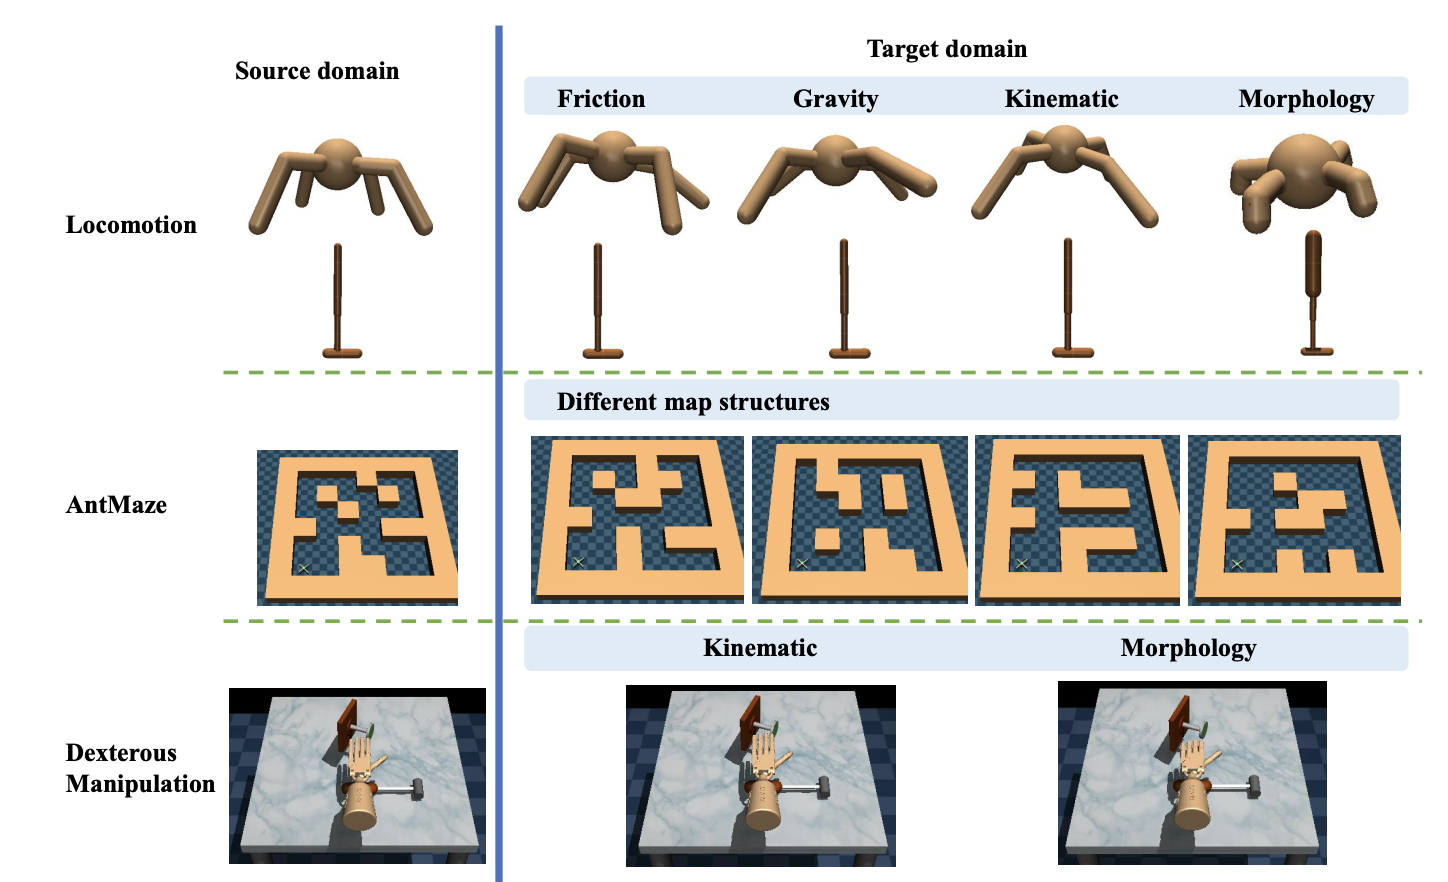 Source domain
Target domain
Friction Gravity Kinematic Morphology
Locomotion
Different map structures
AntMaze
Kinematic Morphology
Dexterous
Manipulation